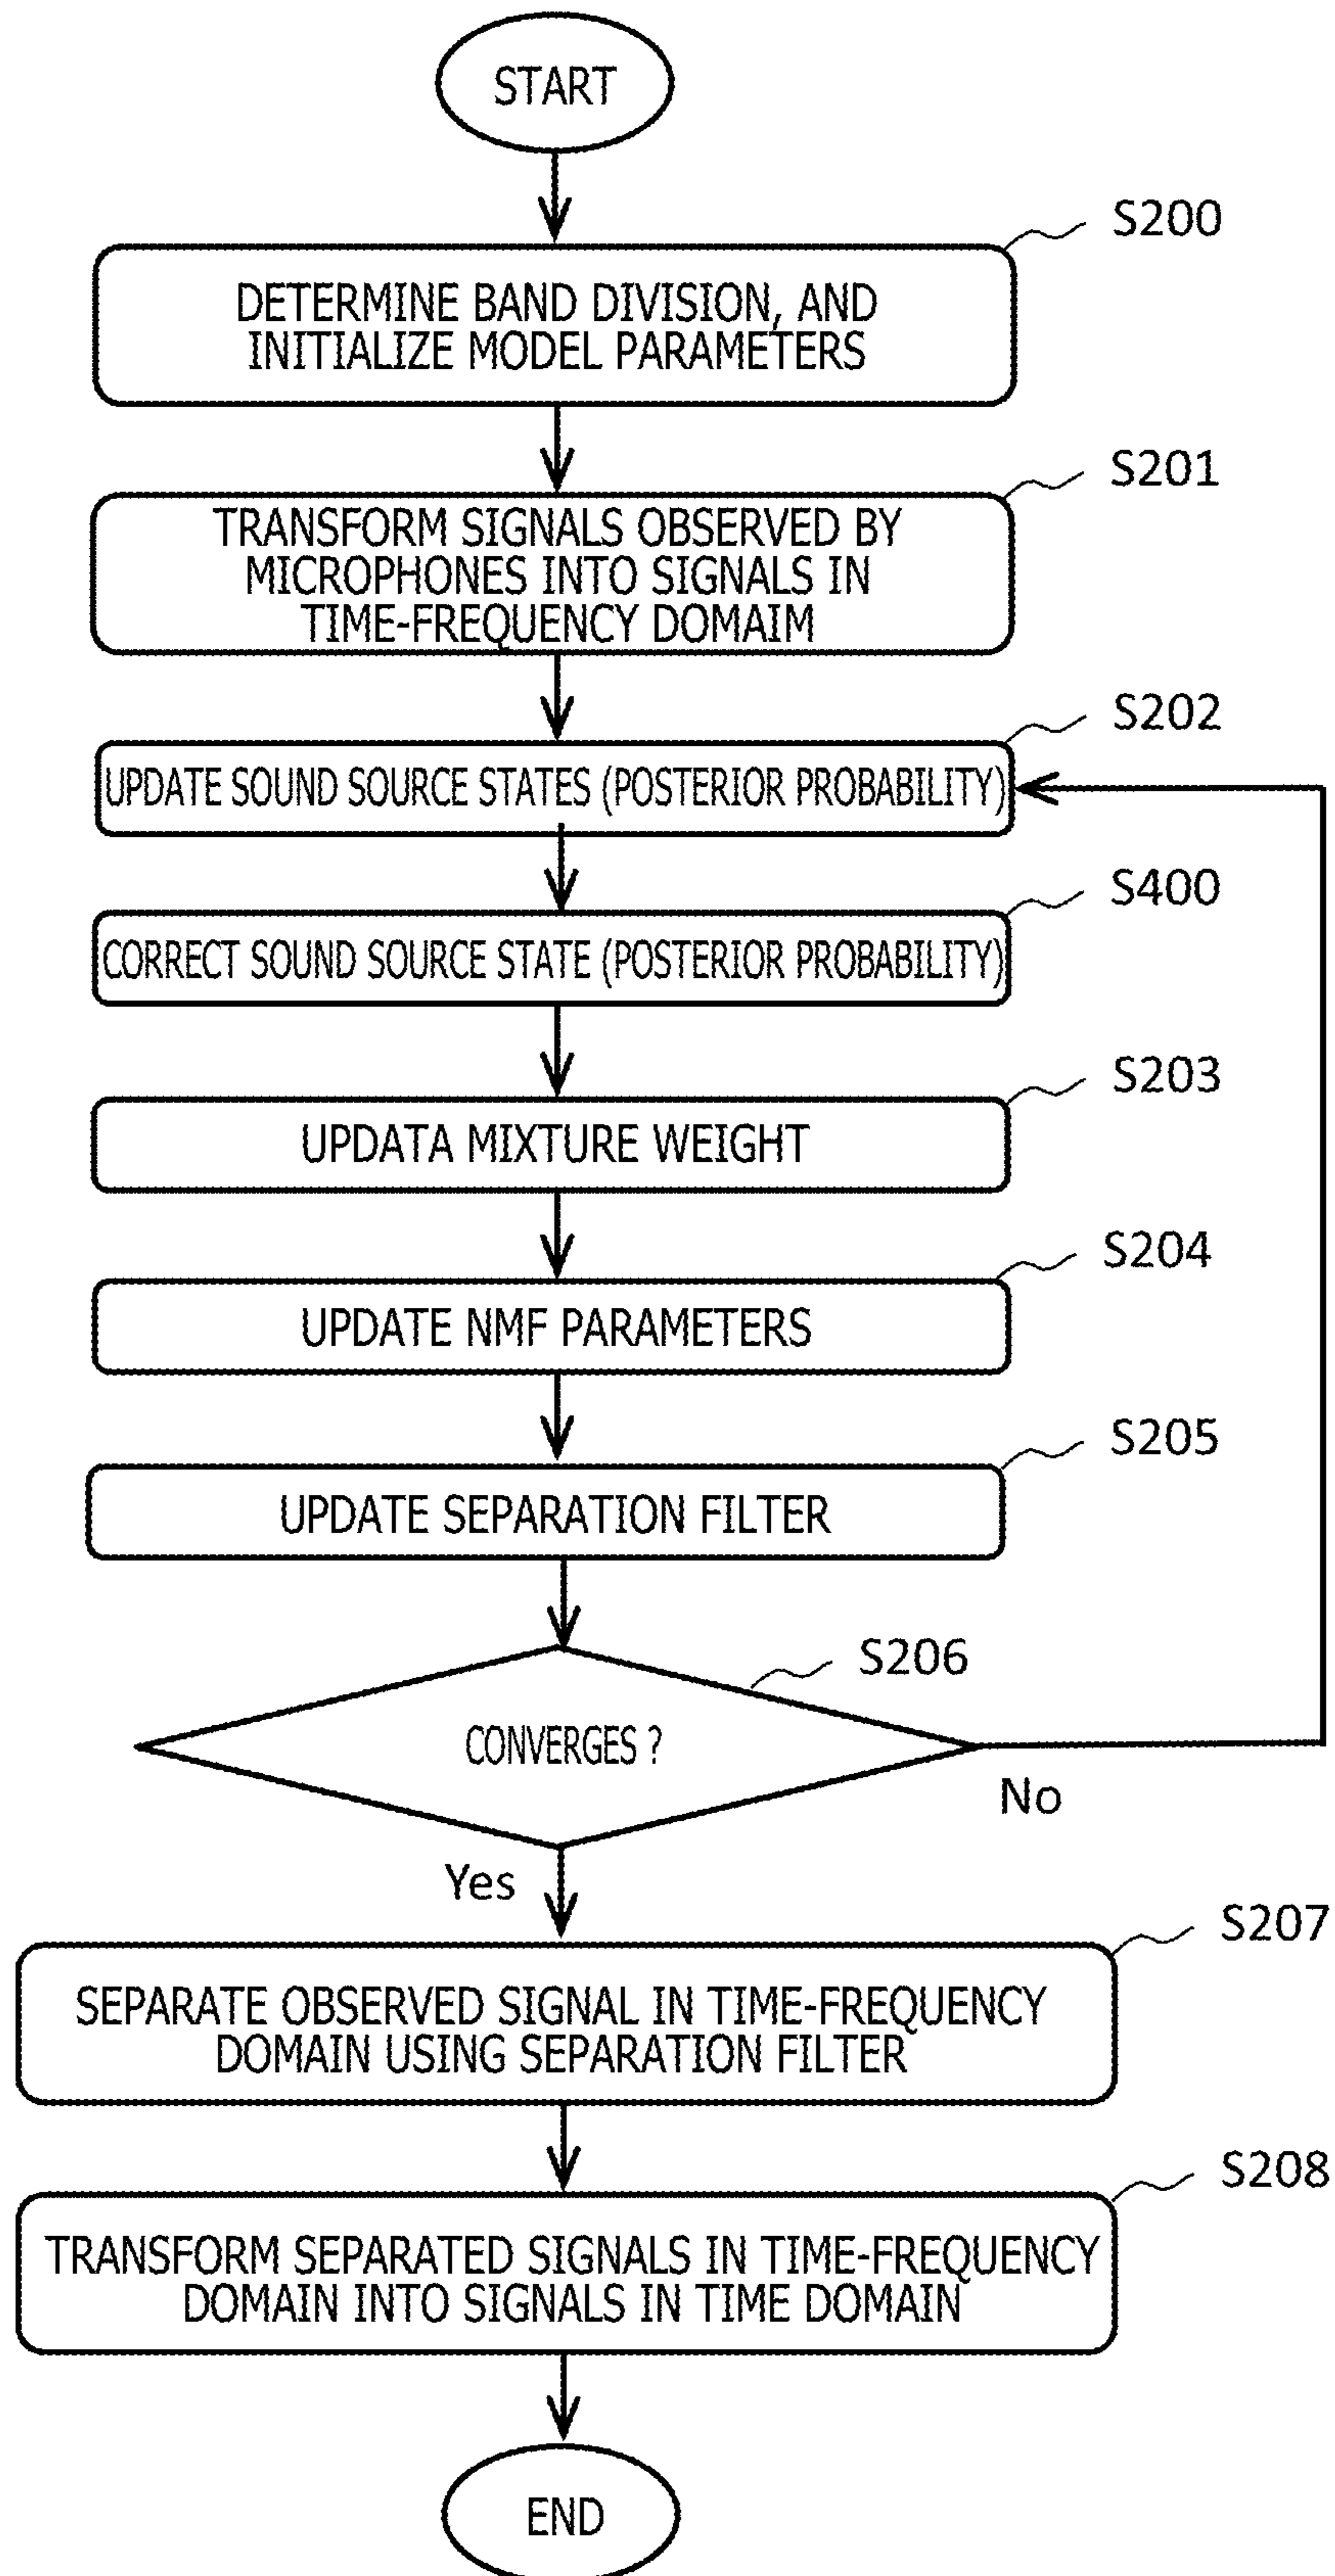 START
S200
DETERMINE BAND DIVISION, AND
INITIALIZE MODEL PARAMETERS
S201
TRANSFORM SIGNALS OBSERVED BY
MICROPHONES INTO SIGNALS IN
TIME-FREQUENCY DOMAIM
S202
UPDATE SOUND SOURCE STATES (POSTERIOR PROBABILITY)
S400
CORRECT SOUND SOURCE STATE (POSTERIOR PROBABILITY)
S203
UPDATA MIXTURE WEIGHT
S204
UPDATE NMF PARAMETERS
S205
UPDATE SEPARATION FILTER
S206
CONVERGES ?
No
Yes
S207
SEPARATE OBSERVED SIGNAL IN TIME-FREQUENCY
DOMAIN USING SEPARATION FILTER
S208
TRANSFORM SEPARATED SIGNALS IN TIME-FREQUENCY
DOMAIN INTO SIGNALS IN TIME DOMAIN
END